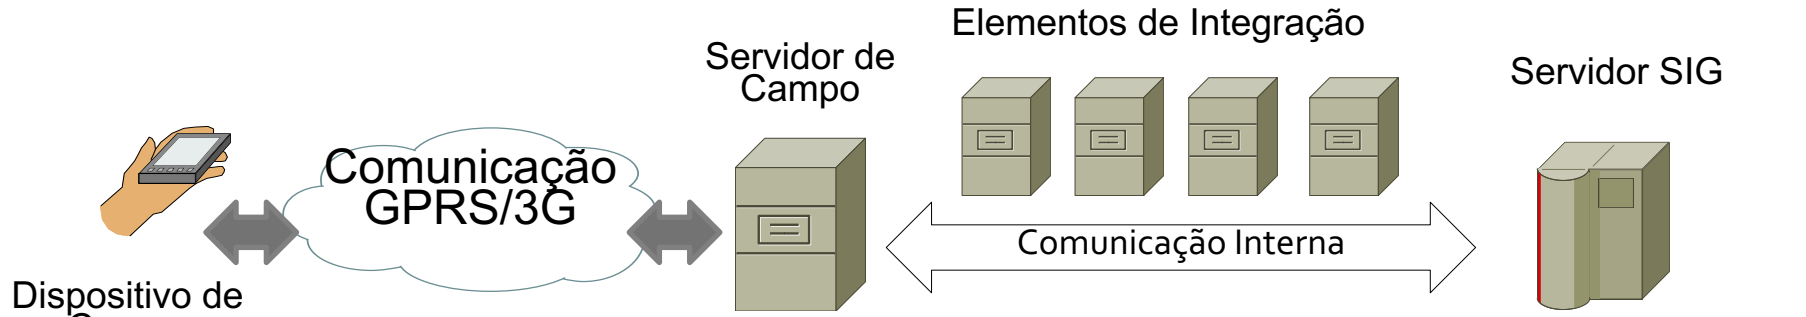 Elementos de Integração
Servidor de
Campo
Servidor SIG
Comunicação
GPRS/3G
Comunicação Interna
Dispositivo de